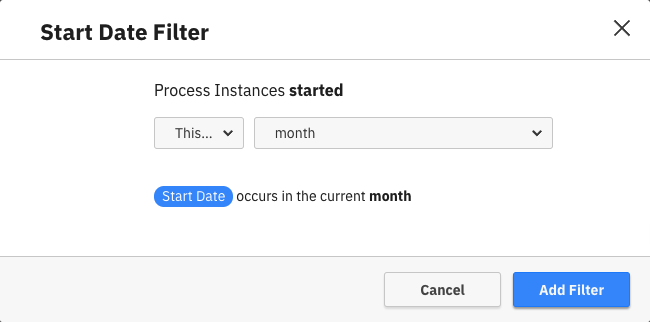 Start Date Filter
Process Instances started
This... month
Start Date occurs in the current month
Cancel Add Filter